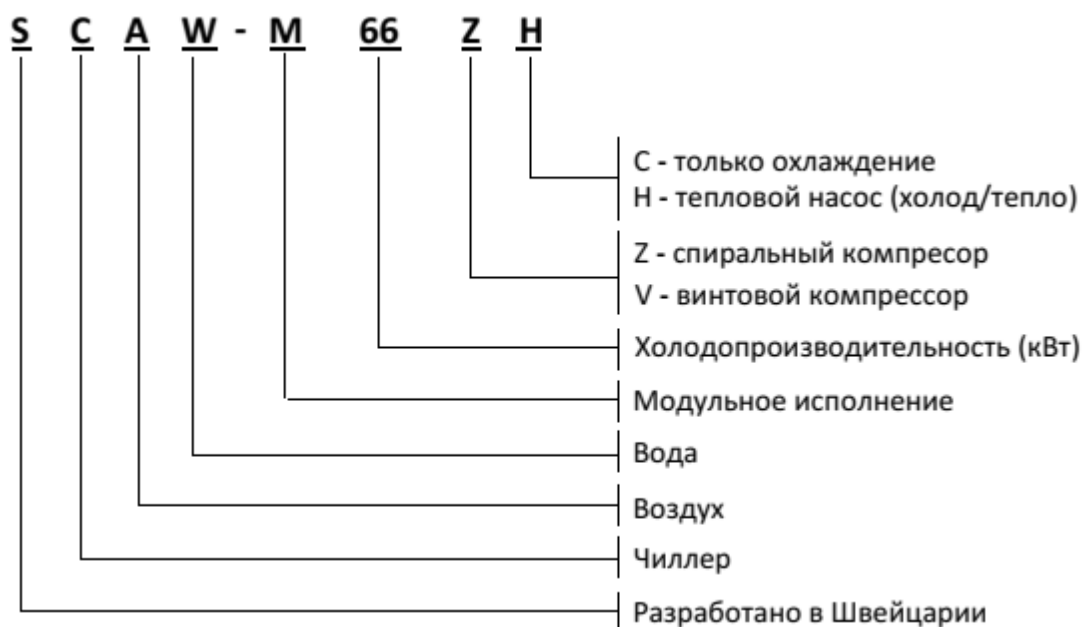 S C A W - M 66 Z H
С - только охлаждение
Н - тепловой насос (холод/тепло)
Z - спиральный компресор
V - винтовой компрессор
Холодопроизводительность (кВт)
Модульное исполнение
Вода
Воздух
Чиллер
Разработано в Швейцарии